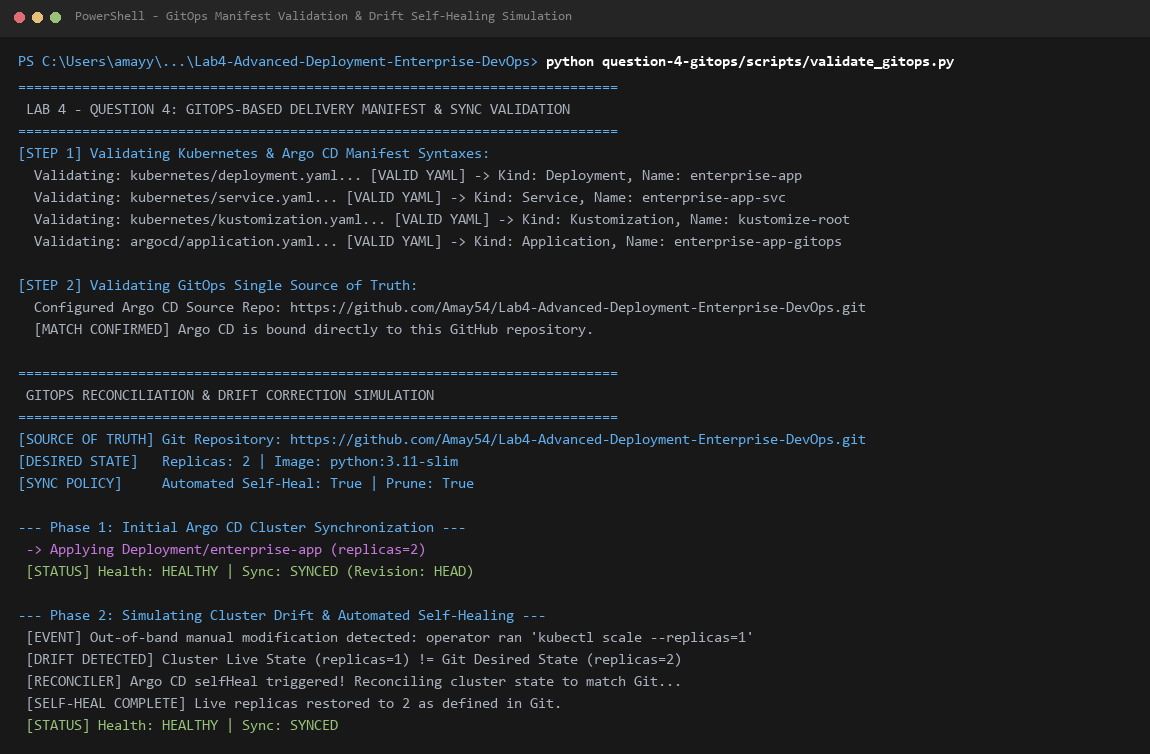 PowerShell - GitOps Manifest Validation & Drift Self-Healing Simulation
PS C:\Users\amayy\...\Lab4-Advanced-Deployment-Enterprise-DevOps> python question-4-gitops/scripts/validate_gitops.py
===========================================================================
LAB 4 - QUESTION 4: GITOPS-BASED DELIVERY MANIFEST & SYNC VALIDATION
===========================================================================
[STEP 1] Validating Kubernetes & Argo CD Manifest Syntaxes:
Validating: kubernetes/deployment.yaml... [VALID YAML] -> Kind: Deployment, Name: enterprise-app
Validating: kubernetes/service.yaml... [VALID YAML] -> Kind: Service, Name: enterprise-app-svc
Validating: kubernetes/kustomization.yaml... [VALID YAML] -> Kind: Kustomization, Name: kustomize-root
Validating: argocd/application.yaml... [VALID YAML] -> Kind: Application, Name: enterprise-app-gitops
[STEP 2] Validating GitOps Single Source of Truth:
Configured Argo CD Source Repo: https://github.com/Amay54/Lab4-Advanced-Deployment-Enterprise-DevOps.git
[MATCH CONFIRMED] Argo CD is bound directly to this GitHub repository.
===========================================================================
GITOPS RECONCILIATION & DRIFT CORRECTION SIMULATION
===========================================================================
[SOURCE OF TRUTH] Git Repository: https://github.com/Amay54/Lab4-Advanced-Deployment-Enterprise-DevOps.git
[DESIRED STATE]   Replicas: 2 | Image: python:3.11-slim
[SYNC POLICY]     Automated Self-Heal: True | Prune: True
--- Phase 1: Initial Argo CD Cluster Synchronization ---
-> Applying Deployment/enterprise-app (replicas=2)
[STATUS] Health: HEALTHY | Sync: SYNCED (Revision: HEAD)
--- Phase 2: Simulating Cluster Drift & Automated Self-Healing ---
[EVENT] Out-of-band manual modification detected: operator ran 'kubectl scale --replicas=1'
[DRIFT DETECTED] Cluster Live State (replicas=1) != Git Desired State (replicas=2)
[RECONCILER] Argo CD selfHeal triggered! Reconciling cluster state to match Git...
[SELF-HEAL COMPLETE] Live replicas restored to 2 as defined in Git.
[STATUS] Health: HEALTHY | Sync: SYNCED